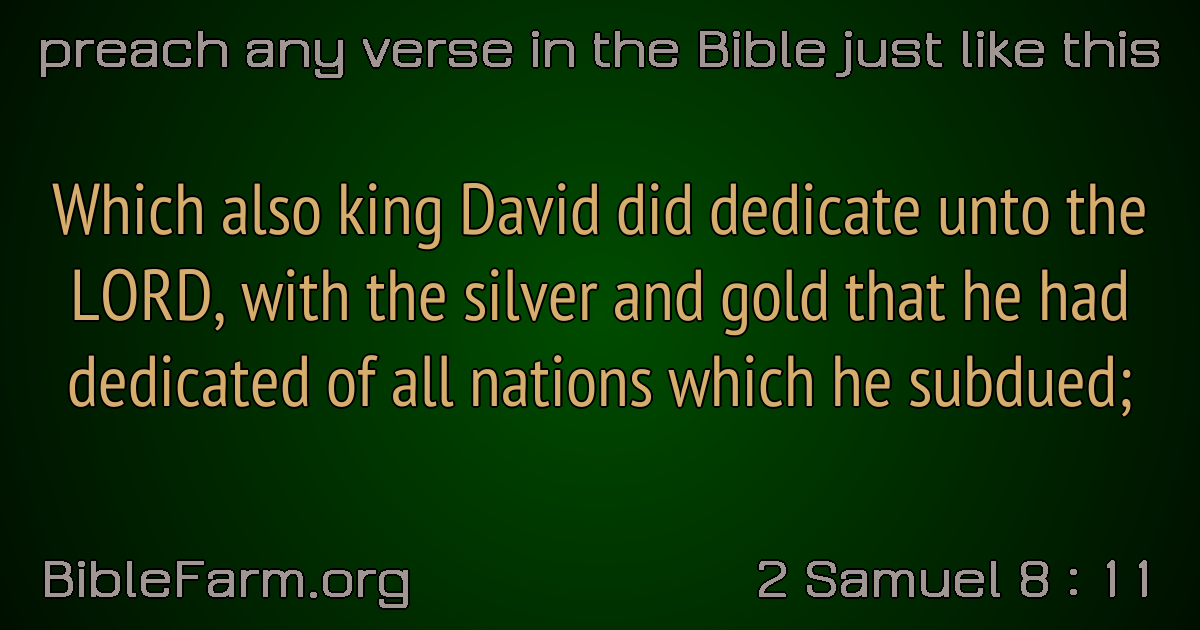 preach any verse in the Bible just like this
Which also king David did dedicate unto the
LORD, with the silver and gold that he had
dedicated of all nations which he subdued;
BibleFarm.org
2 Samuel 8 : 11